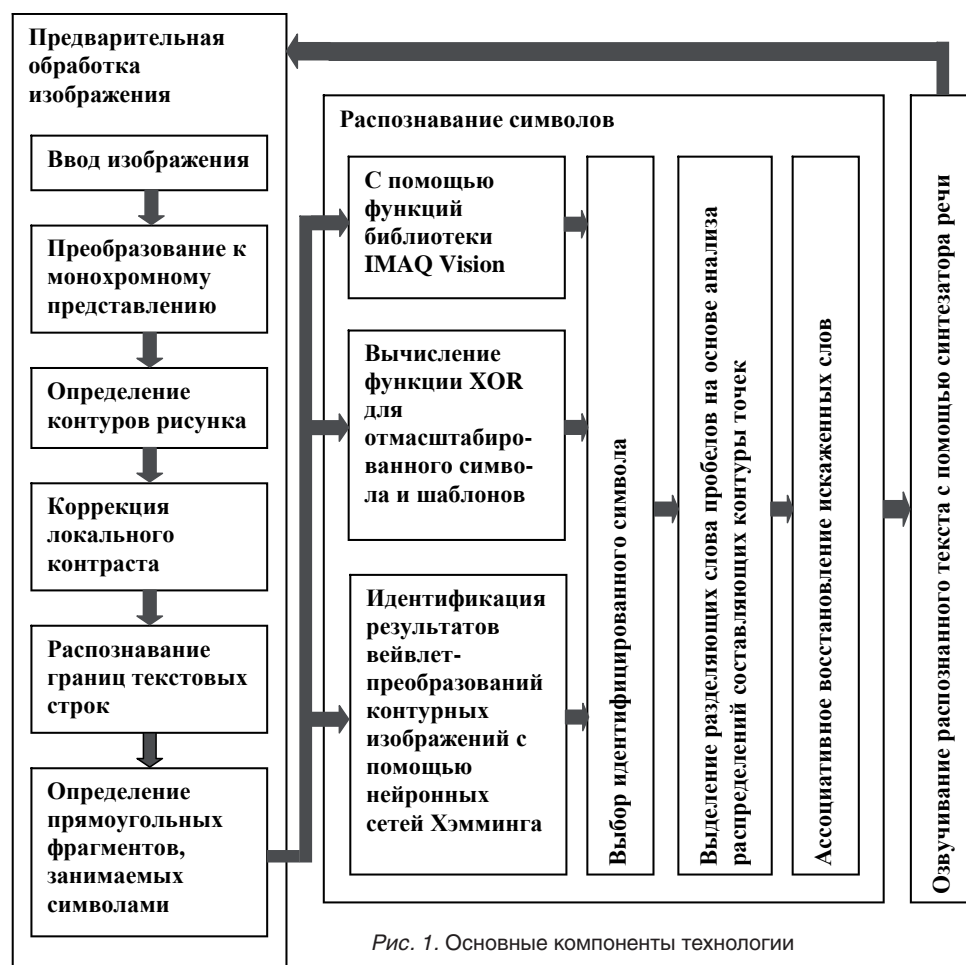 Предварительная
обработка
изображения
Ввод изображения
Преобразование к
монохромному
представлению
Определение
контуров рисунка
Коррекция
локального
контраста
Распознавание
границ текстовых
строк
Определение
прямоугольных
фрагментов,
занимаемых
символами
Распознавание символов
С помощью
функций
библиотеки
IMAQ Vision
Вычисление
функции XOR
для
отмасштабиро-
ванного симво-
ла и шаблонов
Идентификация
результатов
вейвлет-
преобразований
контурных
изображений с
помощью
нейронных
сетей Хэмминга
Выбор идентифицированного символа
Выделение разделяющих слова пробелов на основе анализа
распределений составляющих контуры точек
Ассоциативное восстановление искаженных слов
Озвучивание распознанного текста с помощью синтезатора речи
Рис. 1. Основные компоненты технологии